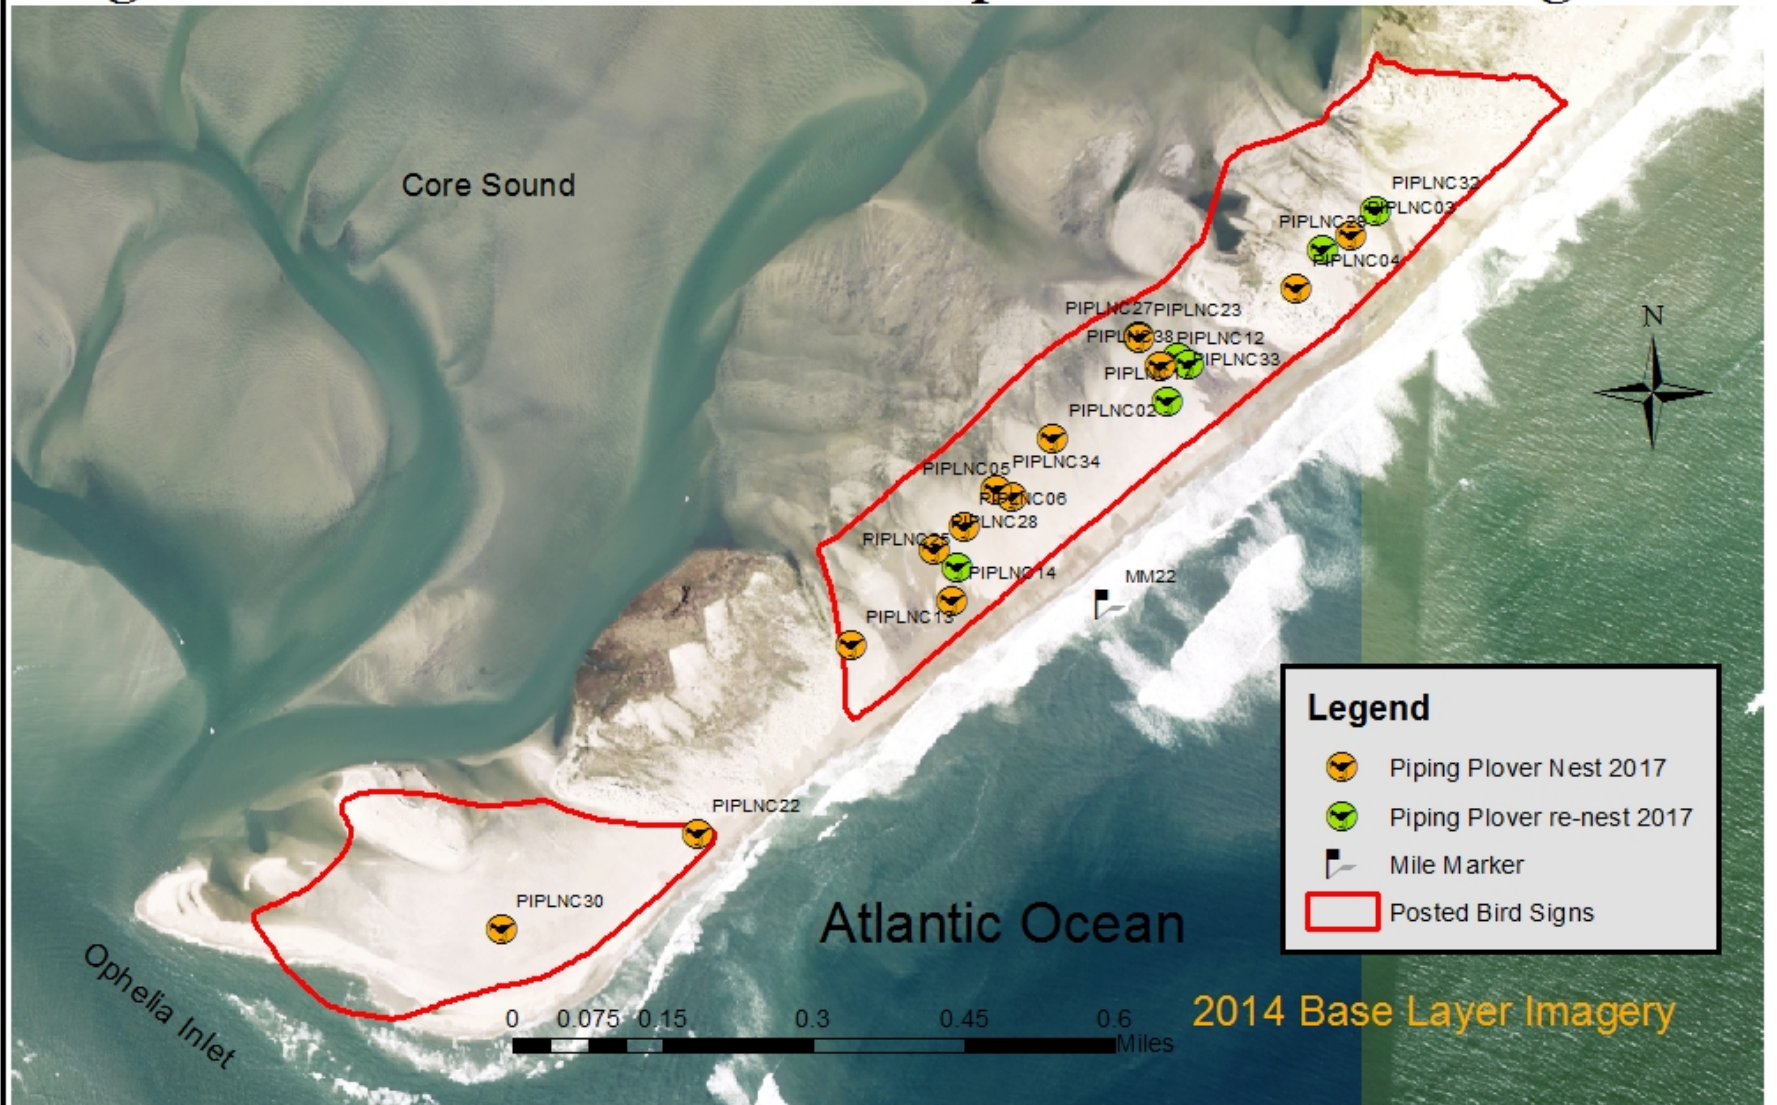 Core Sound
PIPLNC32
PIPLNC03
PIPLNC29
PIPLNC04
PIPLNC27
PIPLNC23
PIPLNC38
PIPLNC12
PIPLNC33
PIPLNC02
PIPLNC34
PIPLNC05
PIPLNC06
PIPLNC28
PIPLNC25
PIPLNC14
PIPLNC13
MM22
N
PIPLNC22
PIPLNC30
Ophelia Inlet
Atlantic Ocean
Legend
Piping Plover Nest 2017
Piping Plover re-nest 2017
Mile Marker
Posted Bird Signs
2014 Base Layer Imagery
0 0.075 0.15 0.3 0.45 0.6
Miles